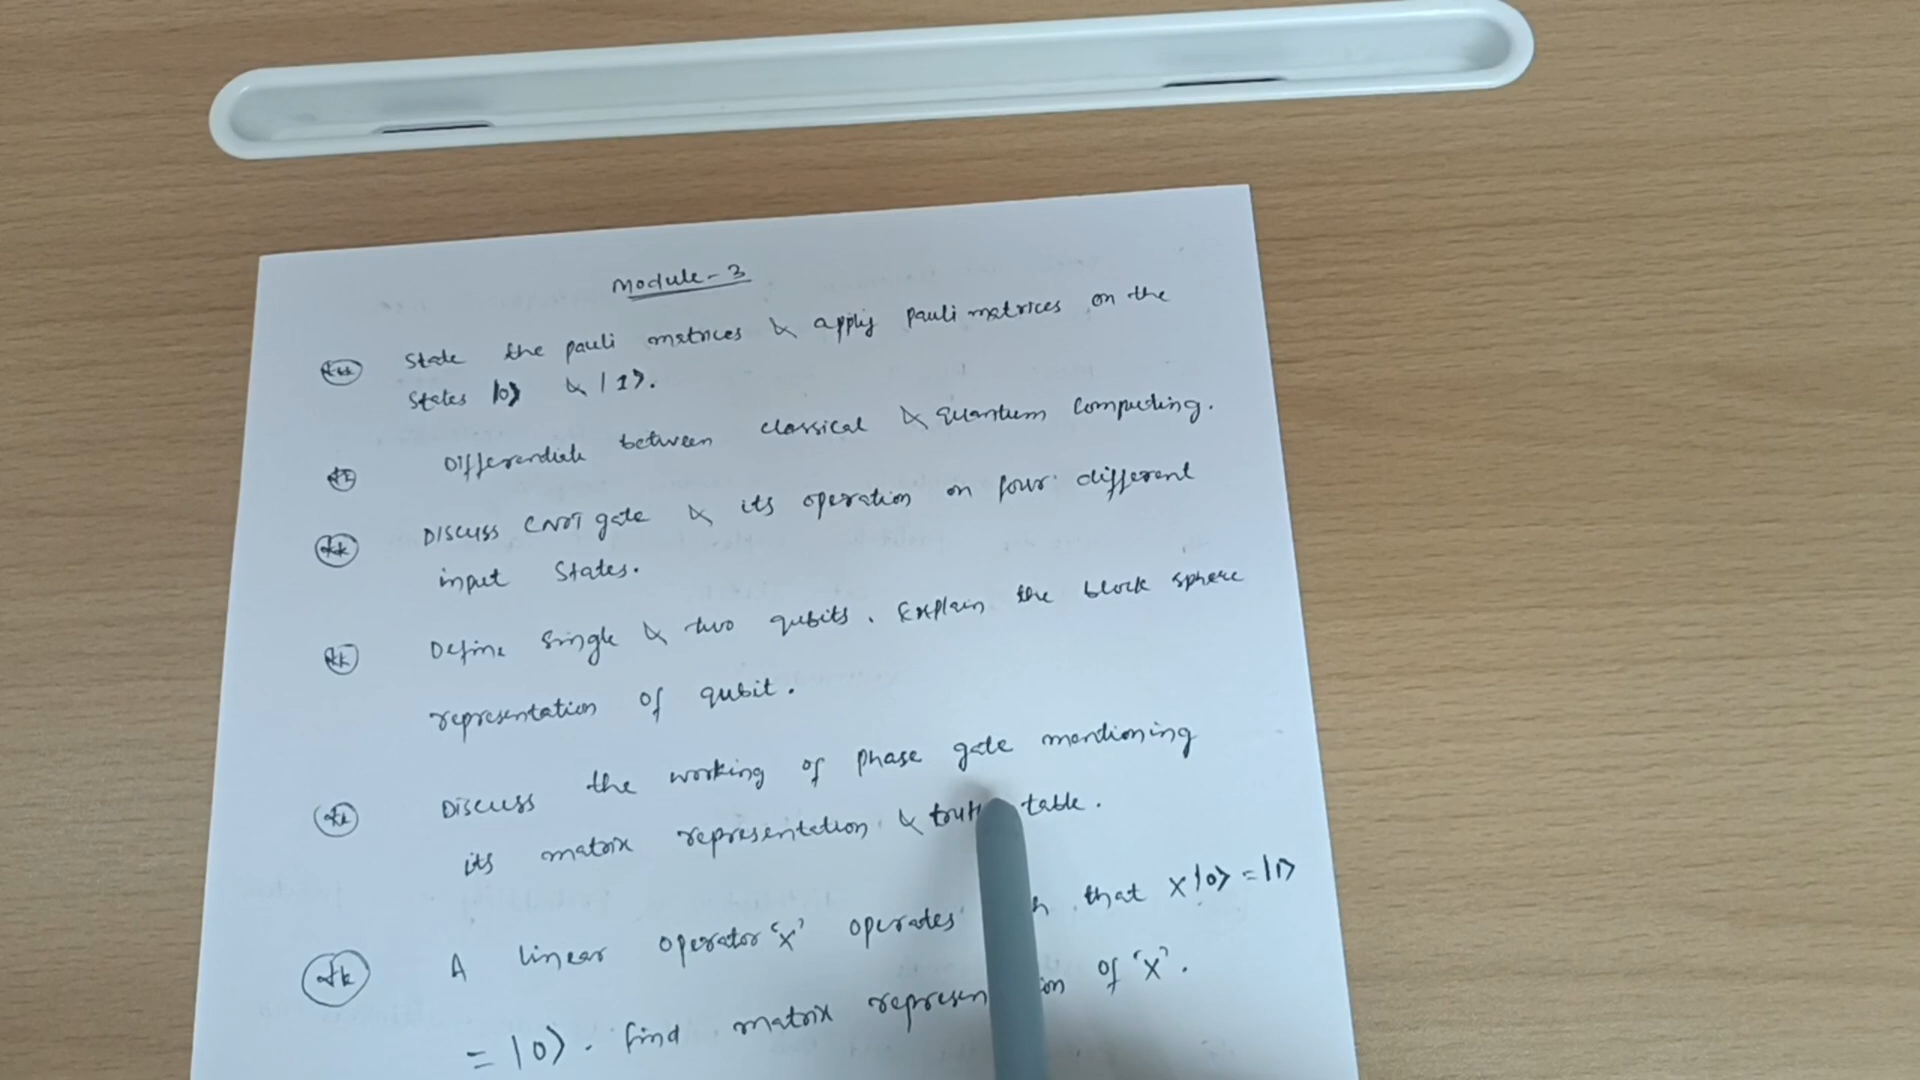 Module-3
State the pauli matrices & apply pauli matrices on the
States |0> & |1>.
Differentiate between classical & quantum computing.
Discuss CNOT gate & its operation on four different
input States.
Define Single & two qubits. Explain the block sphere
representation of qubit.
Discuss the working of phase gate mentioning
its matrix representation & table.
A linear operator 'x' operates that x|0> = |1>
= |0>. find matrix of 'x'.